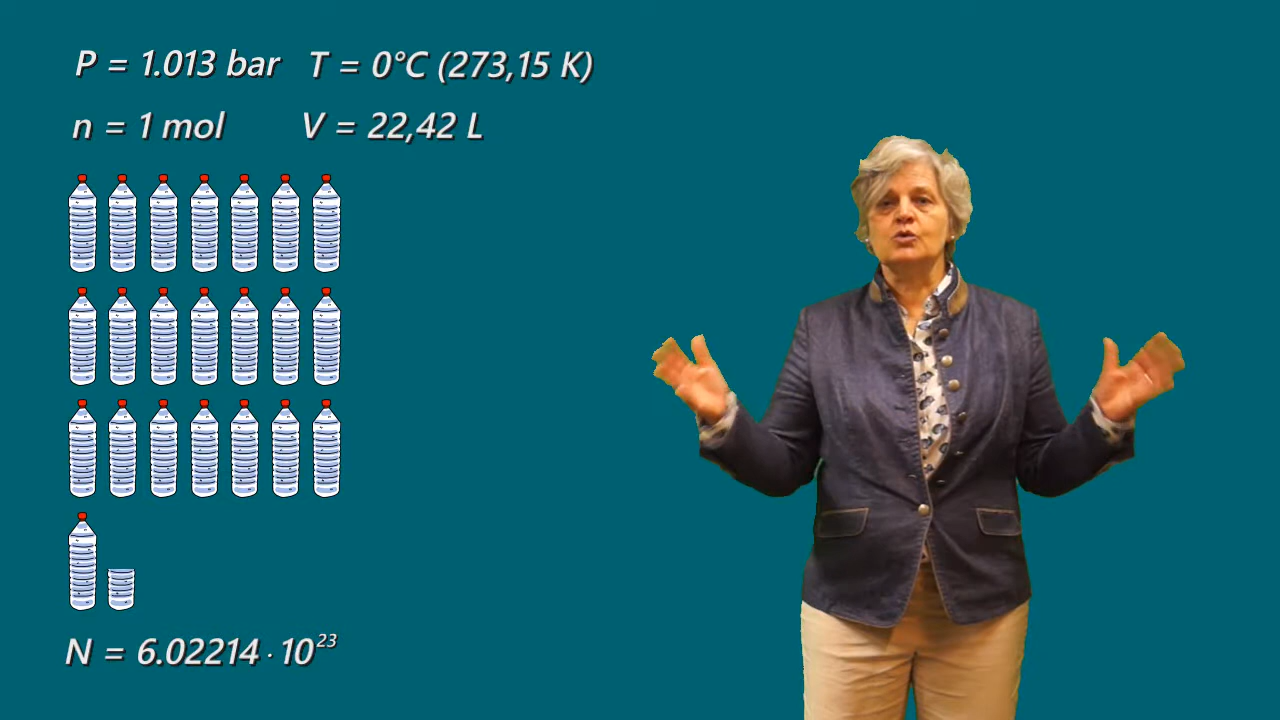 P = 1.013 bar T = 0°C (273,15 K)
n = 1 mol V = 22,42 L
N = 6.02214 · 10²³